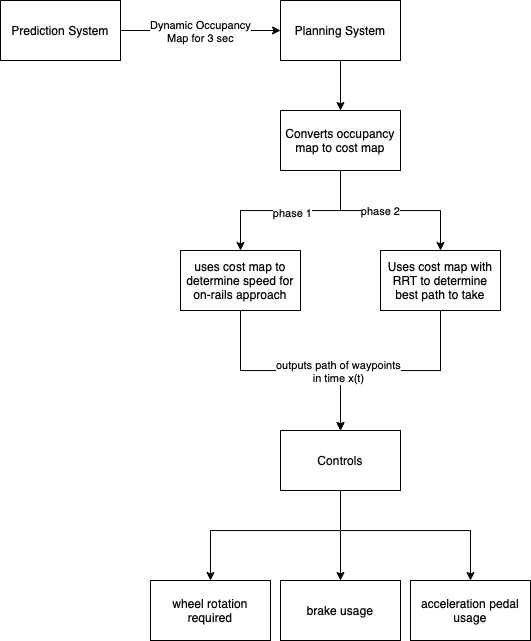 Prediction System
Dynamic Occupancy
Map for 3 sec
Planning System
Converts occupancy
map to cost map
phase 1
phase 2
uses cost map to
determine speed for
on-rails approach
Uses cost map with
RRT to determine
best path to take
outputs path of waypoints
in time x(t)
Controls
wheel rotation
required
brake usage
acceleration pedal
usage